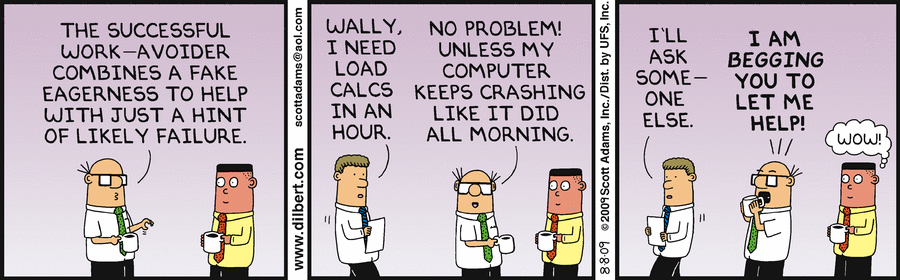 THE SUCCESSFUL
WORK-AVOIDER
COMBINES A FAKE
EAGERNESS TO HELP
WITH JUST A HINT
OF LIKELY FAILURE.
www.dilbert.com
scottadams@aol.com
WALLY,
I NEED
LOAD
CALCS
IN AN
HOUR.
NO PROBLEM!
UNLESS MY
COMPUTER
KEEPS CRASHING
LIKE IT DID
ALL MORNING.
8-8-09 ©2009 Scott Adams, Inc./Dist. by UFS, Inc.
I'LL
ASK
SOME-
ONE
ELSE.
I AM
BEGGING
YOU TO
LET ME
HELP!
WOW!